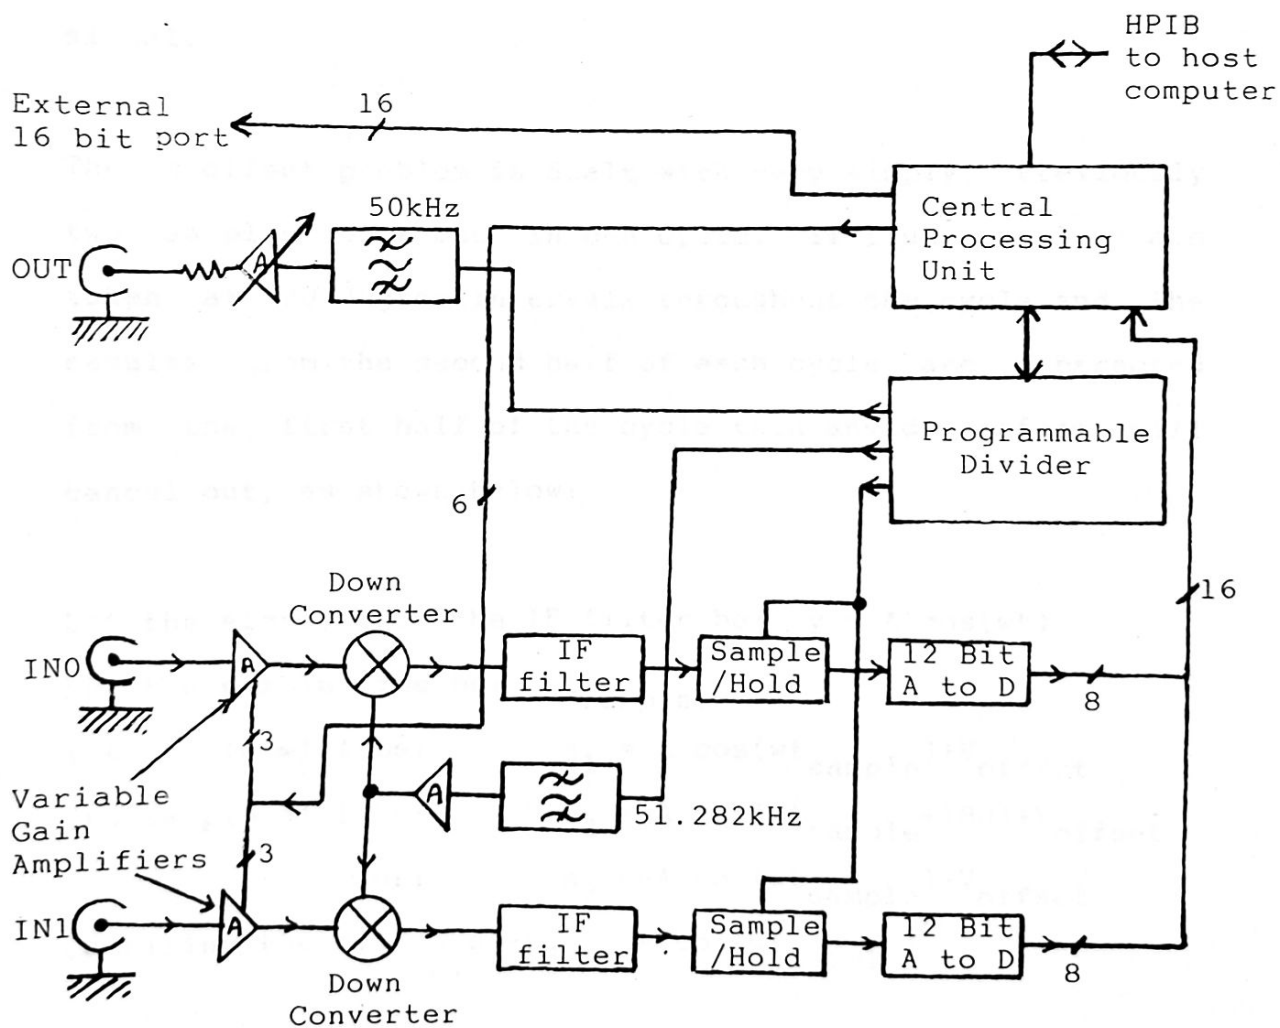 HPIB
to host
computer
External
16 bit port
16
50kHz
Central
Processing
Unit
OUT
A
Programmable
Divider
6
16
Down
Converter
IN0
A
IF
filter
Sample
/Hold
12 Bit
A to D
8
3
A
51.282kHz
Variable
Gain
Amplifiers
3
IN1
A
IF
filter
Sample
/Hold
12 Bit
A to D
8
Down
Converter